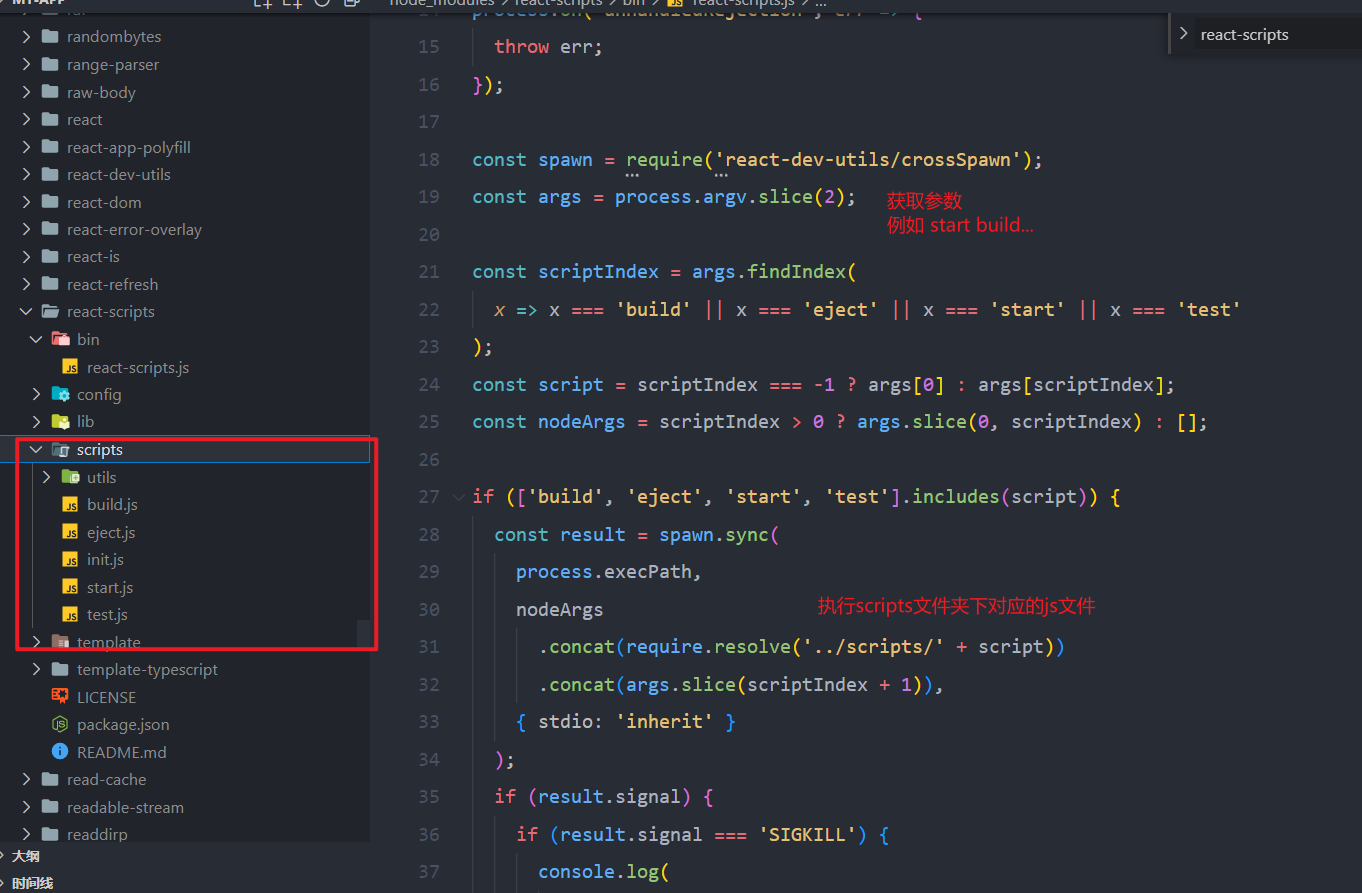 MY-APP
randombytes
range-parser
raw-body
react
react-app-polyfill
react-dev-utils
react-dom
react-error-overlay
react-is
react-refresh
react-scripts
bin
JS react-scripts.js
config
lib
scripts
utils
JS build.js
JS eject.js
JS init.js
JS start.js
JS test.js
template
template-typescript
LICENSE
package.json
README.md
read-cache
readable-stream
readdirp
大纲
时间线
node_modules > react-scripts > bin > JS react-scripts.js > ...
react-scripts
14 process.on('unhandledRejection', err => {
15 throw err;
16 });
17
18 const spawn = require('react-dev-utils/crossSpawn');
19 const args = process.argv.slice(2);
获取参数
例如 start build...
20
21 const scriptIndex = args.findIndex(
22 x => x === 'build' || x === 'eject' || x === 'start' || x === 'test'
23 );
24 const script = scriptIndex === -1 ? args[0] : args[scriptIndex];
25 const nodeArgs = scriptIndex > 0 ? args.slice(0, scriptIndex) : [];
26
27 if (['build', 'eject', 'start', 'test'].includes(script)) {
28 const result = spawn.sync(
29 process.execPath,
30 nodeArgs
执行scripts文件夹下对应的js文件
31 .concat(require.resolve('../scripts/' + script))
32 .concat(args.slice(scriptIndex + 1)),
33 { stdio: 'inherit' }
34 );
35 if (result.signal) {
36 if (result.signal === 'SIGKILL') {
37 console.log(